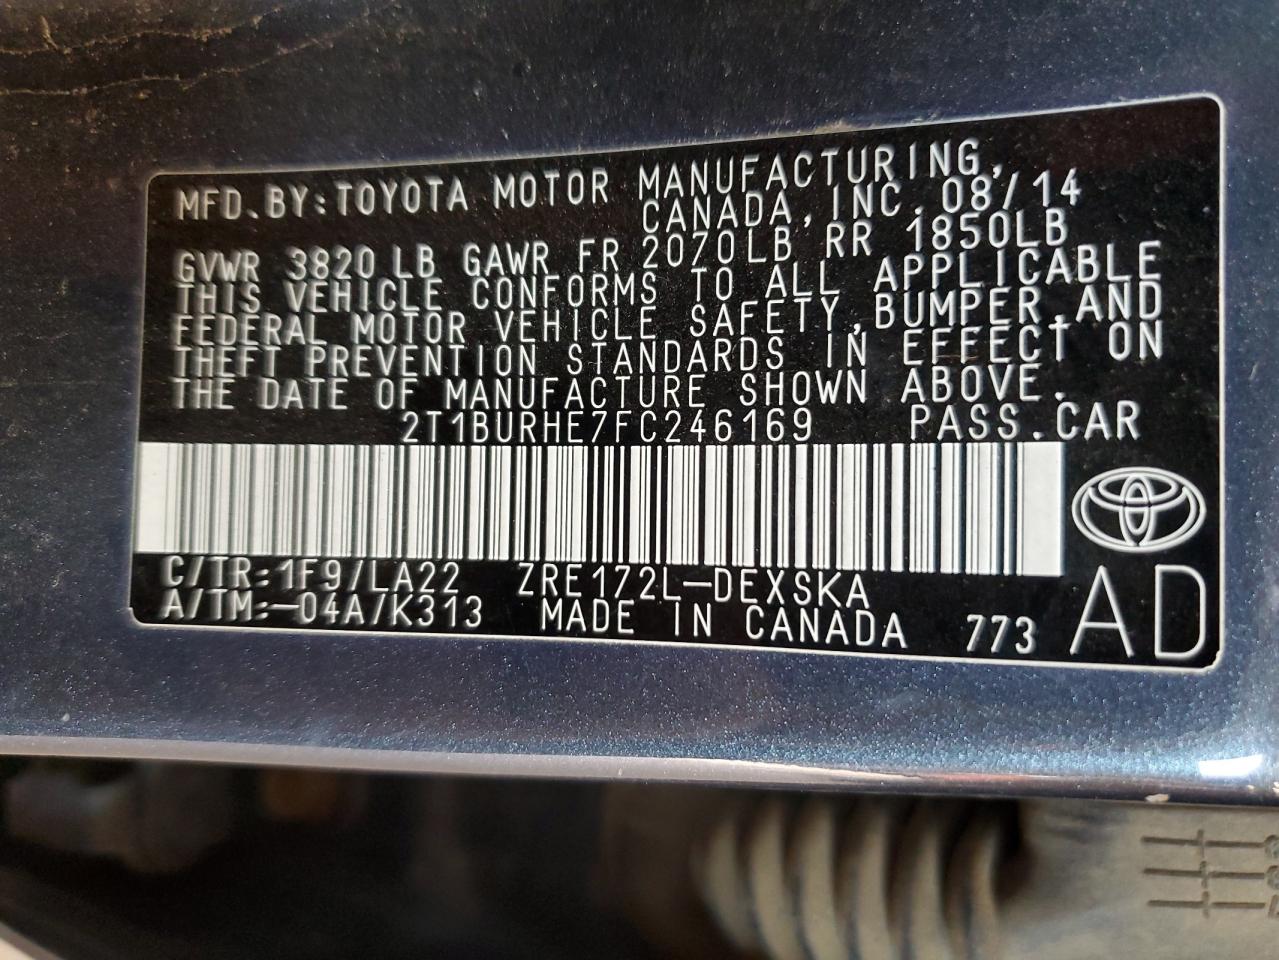 MFD.BY:TOYOTA MOTOR MANUFACTURING,
CANADA,INC.08/14
GVWR 3820LB GAWR FR 2070LB RR 1850LB
THIS VEHICLE CONFORMS TO ALL APPLICABLE
FEDERAL MOTOR VEHICLE SAFETY,BUMPER,AND
THEFT PREVENTION STANDARDS IN EFFECT ON
THE DATE OF MANUFACTURE SHOWN ABOVE.
2T1BURHE7FC246169 PASS.CAR
C/TR:1F9/LA22 ZRE172L-DEXSKA
A/TM:-04A/K313 MADE IN CANADA 773 AD